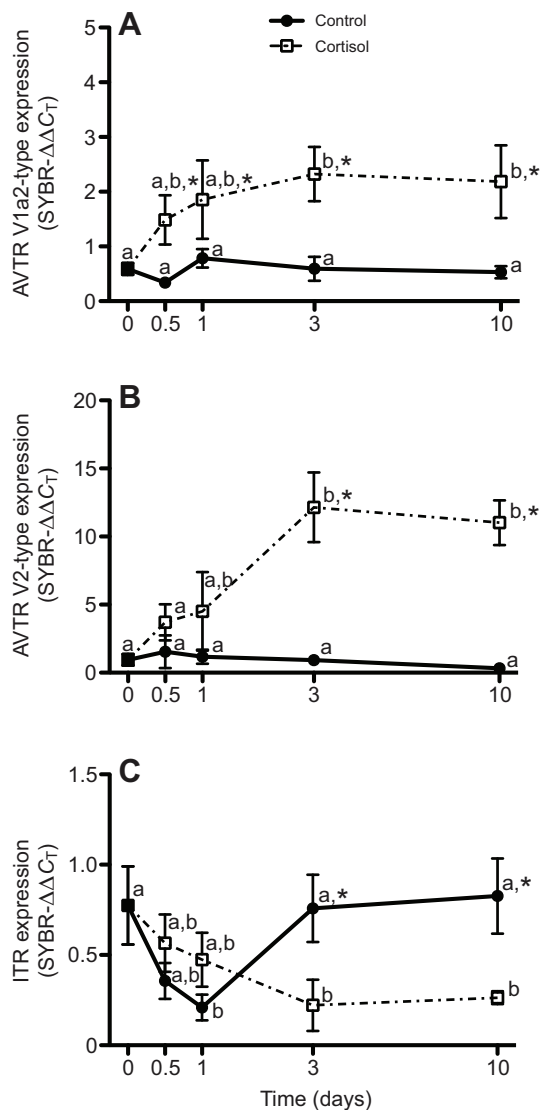 A
Control
Cortisol
AVTR V1a2-type expression
(SYBR-ΔΔCT)
5
4
3
2
1
0
a
a,b,*
a,b,*
b,*
b,*
a
a
a
a
0 0.5 1 3 10
B
AVTR V2-type expression
(SYBR-ΔΔCT)
20
15
10
5
0
a
a
a,b
b,*
b,*
a
a
a
a
0 0.5 1 3 10
C
ITR expression
(SYBR-ΔΔCT)
1.5
1.0
0.5
0
a
a,b
a,b
a,b
b
a,*
a,*
b
b
0 0.5 1 3 10
Time (days)